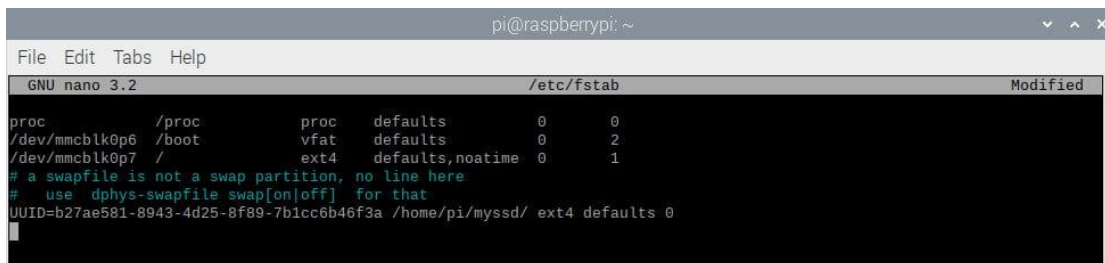 pi@raspberrypi: ~
File Edit Tabs Help
GNU nano 3.2 /etc/fstab Modified
proc /proc proc defaults 0 0
/dev/mmcblk0p6 /boot vfat defaults 0 2
/dev/mmcblk0p7 / ext4 defaults,noatime 0 1
# a swapfile is not a swap partition, no line here
# use dphys-swapfile swap[on|off] for that
UUID=b27ae581-8943-4d25-8f89-7b1cc6b46f3a /home/pi/myssd/ ext4 defaults 0